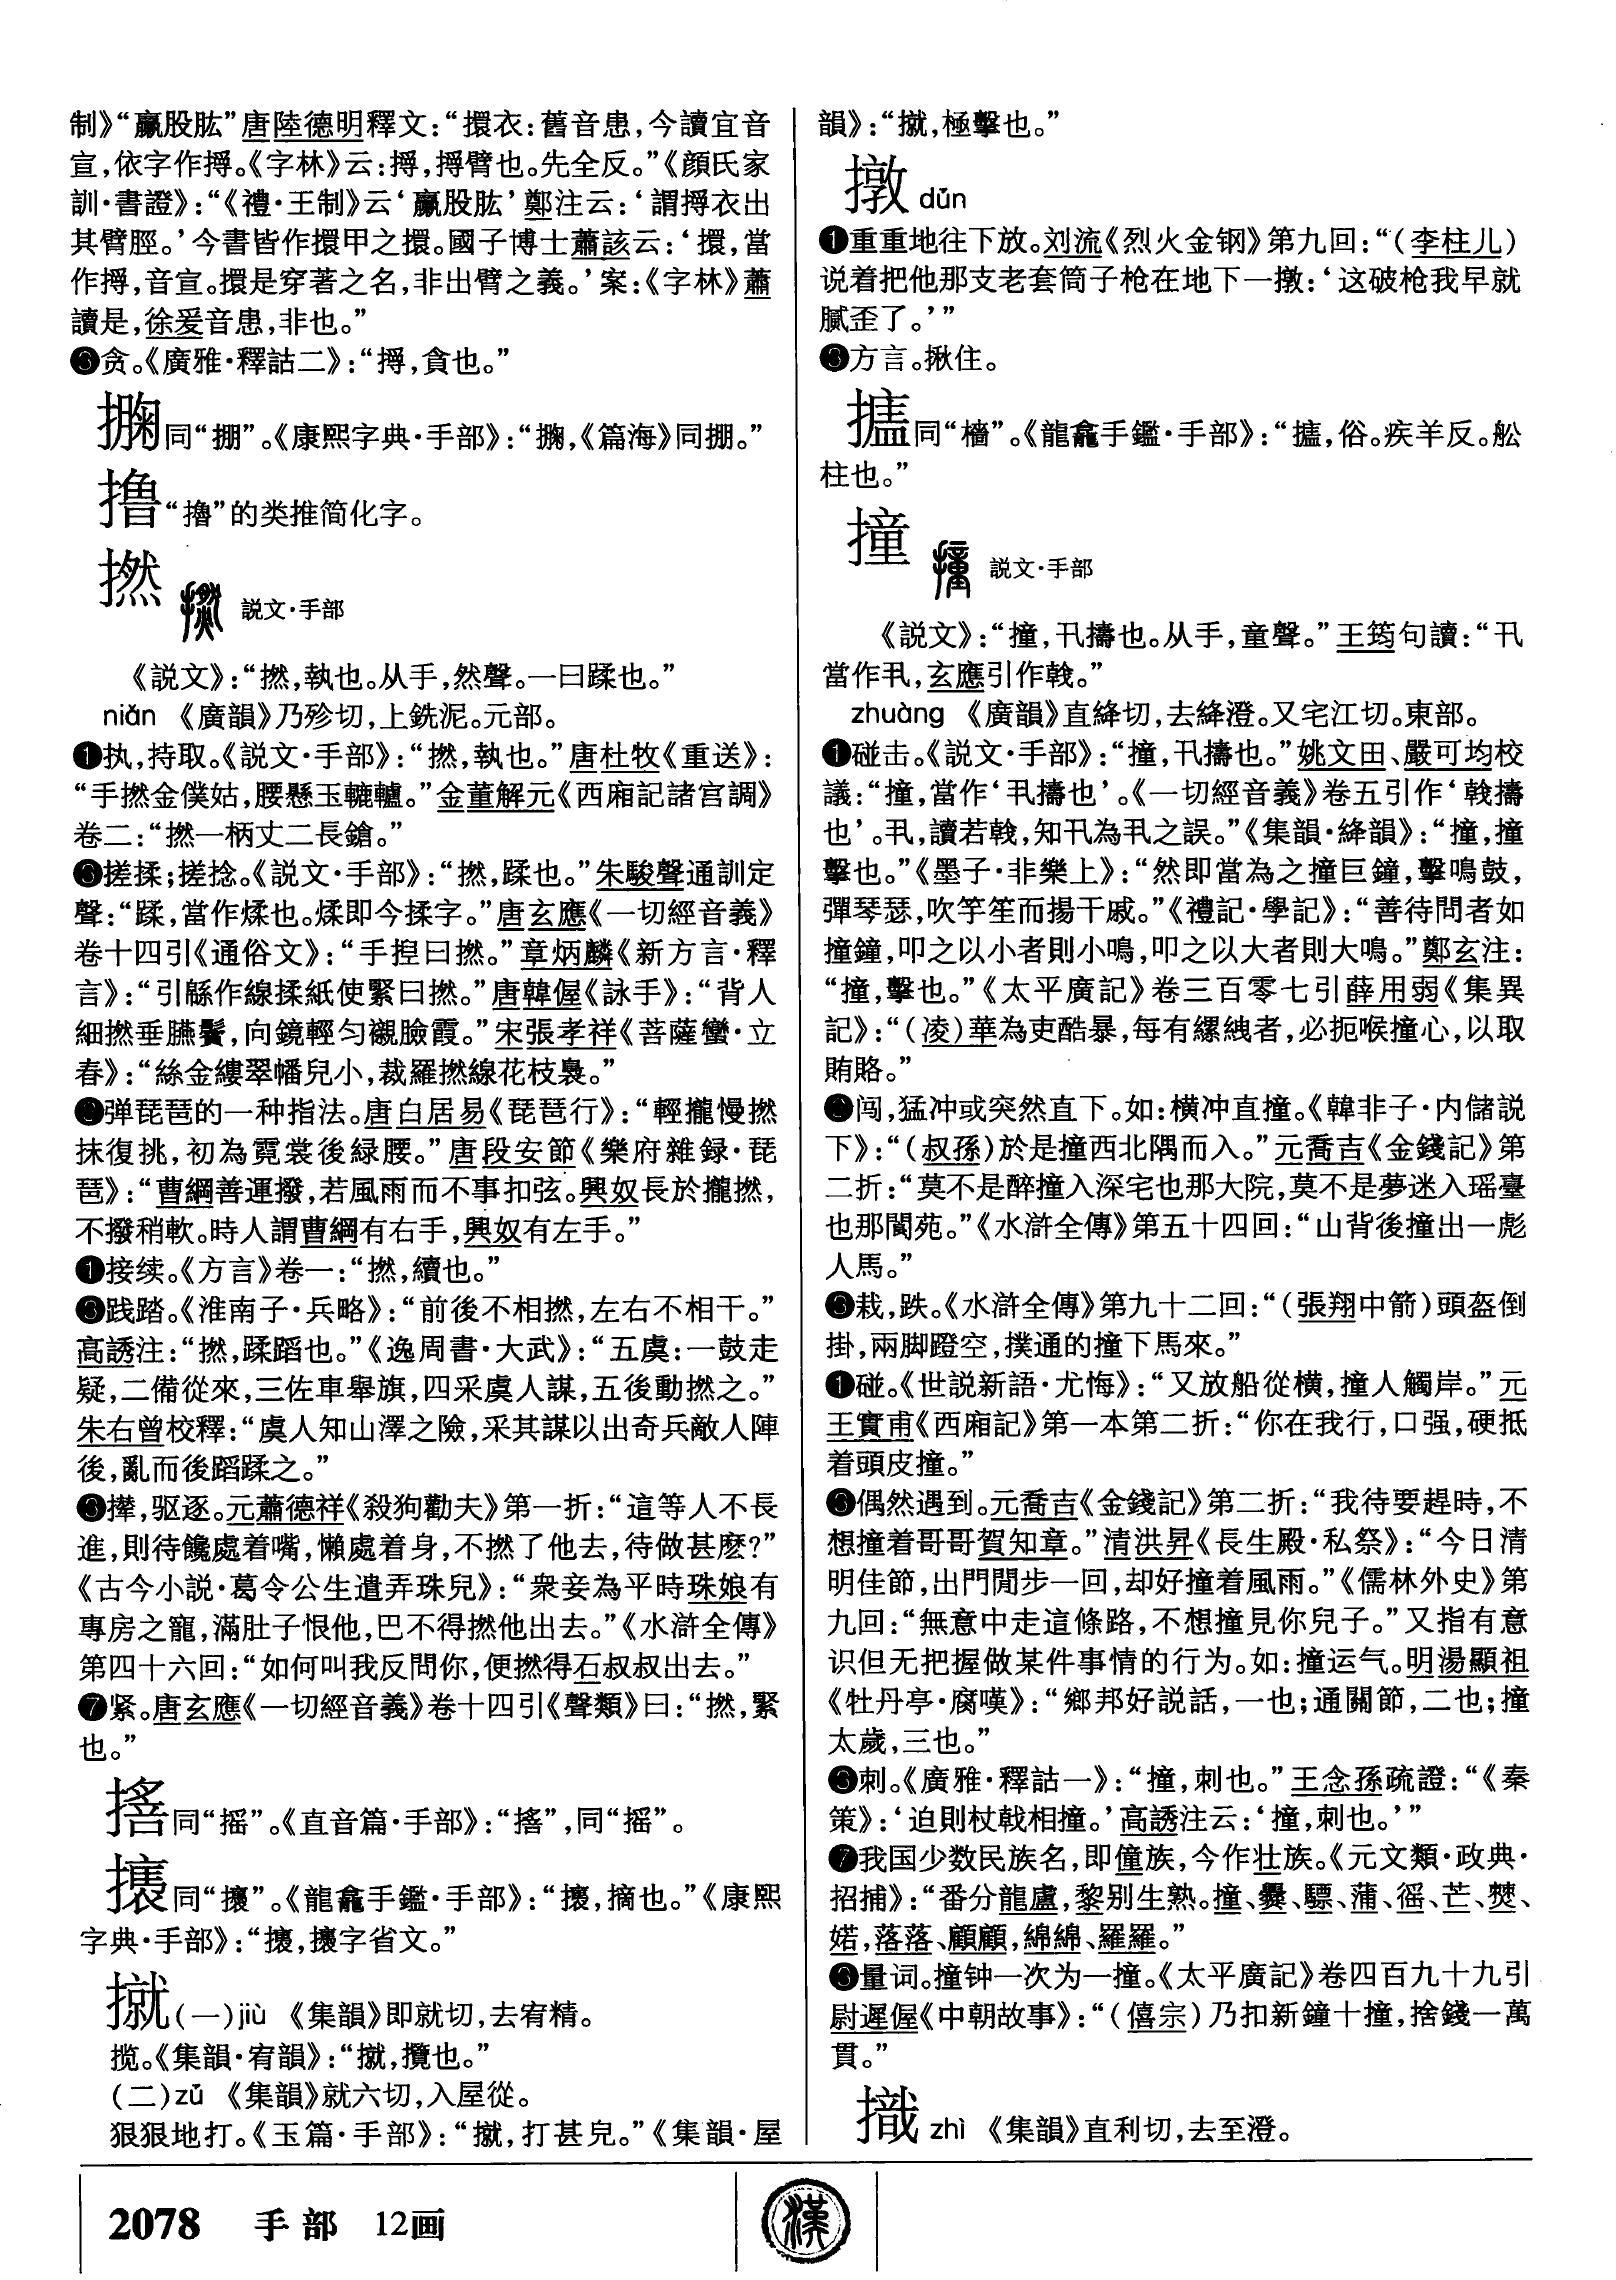 制》“羸股肱”唐陸德明釋文：“擐衣：舊音患，今讀宜音
宣，依字作揎。《字林》云：揎，揎臂也。先全反。”《顔氏家
訓·書證》：“《禮·王制》云‘羸股肱’鄭注云：‘謂揎衣出
其臂脛。’今書皆作擐甲之擐。國子博士蕭該云：‘擐，當
作揎，音宣。擐是穿著之名，非出臂之義。’案：《字林》蕭
讀是，徐爰音患，非也。”
❸贪。《廣雅·釋詁二》：“捋，貪也。”
同“掤”。《康熙字典·手部》：“《篇海》同掤。”
撸“擼”的类推简化字。
撚 説文·手部
《説文》：“撚，執也。从手，然聲。一曰蹂也。”
niǎn 《廣韻》乃殄切，上銑泥。元部。
❶执，持取。《説文·手部》：“撚，執也。”唐杜牧《重送》：
“手撚金僕姑，腰懸玉轆轤。”金董解元《西廂記諸宫調》
卷二：“撚一柄丈二長鎗。”
❷搓揉；搓捻。《説文·手部》：“撚，蹂也。”朱駿聲通訓定
聲：“蹂，當作煣也。煣即今揉字。”唐玄應《一切經音義》
卷十四引《通俗文》：“手捏曰撚。”章炳麟《新方言·釋
言》：“引緜作線揉紙使緊曰撚。”唐韓偓《詠手》：“背人
細撚垂臙鬢，向鏡輕匀襯臉霞。”宋張孝祥《菩薩蠻·立
春》：“絲金縷翠幡兒小，裁羅撚線花枝裊。”
❸弹琵琶的一种指法。唐白居易《琵琶行》：“輕攏慢撚
抹復挑，初為霓裳後緑腰。”唐段安節《樂府雜録·琵
琶》：“曹綱善運撥，若風雨而不事扣弦。興奴長於攏撚，
不撥稍軟。時人謂曹綱有右手，興奴有左手。”
❹接续。《方言》卷一：“撚，續也。”
❺践踏。《淮南子·兵略》：“前後不相撚，左右不相干。”
高誘注：“撚，蹂蹈也。”《逸周書·大武》：“五虞：一鼓走
疑，二備從來，三佐車舉旗，四采虞人謀，五後動撚之。”
朱右曾校釋：“虞人知山澤之險，采其謀以出奇兵敵人陣
後，亂而後蹈蹂之。”
❻撵，驱逐。元蕭德祥《殺狗勸夫》第一折：“這等人不長
進，則待饞處着嘴，懶處着身，不撚了他去，待做甚麽？”
《古今小説·葛令公生遣弄珠兒》：“衆妾為平時珠娘有
專房之寵，滿肚子恨他，巴不得撚他出去。”《水滸全傳》
第四十六回：“如何叫我反問你，便撚得石叔叔出去。”
❼紧。唐玄應《一切經音義》卷十四引《聲類》曰：“撚，緊
也。”
同“摇”。《直音篇·手部》：同“摇”。
同“攘”。《龍龕手鑑·手部》：“摘也。”《康熙
字典·手部》：“攘字省文。”
㩆(一)jiù 《集韻》即就切，去宥精。
揽。《集韻·宥韻》：“㩆，攬也。”
(二)zú 《集韻》就六切，入屋從。
狠狠地打。《玉篇·手部》：“㩆，打甚皃。”《集韻·屋
韻》：“㩆，極擊也。”
撴 dūn
❶重重地往下放。刘流《烈火金钢》第九回：“（李柱儿）
说着把他那支老套筒子枪在地下一撴：‘这破枪我早就
腻歪了。’”
❷方言。揪住。
同“檣”。《龍龕手鑑·手部》：“俗。疾羊反。舩
柱也。”
撞 説文·手部
《説文》：“撞，卂擣也。从手，童聲。”王筠句讀：“卂
當作丮，玄應引作戟。”
zhuàng 《廣韻》直絳切，去絳澄。又宅江切。東部。
❶碰击。《説文·手部》：“撞，卂擣也。”姚文田、嚴可均校
議：“撞，當作‘丮擣也’。《一切經音義》卷五引作‘戟擣
也’。丮，讀若戟，知卂為丮之誤。”《集韻·絳韻》：“撞，撞
擊也。”《墨子·非樂上》：“然即當為之撞巨鐘，擊鳴鼓，
彈琴瑟，吹竽笙而揚干戚。”《禮記·學記》：“善待問者如
撞鐘，叩之以小者則小鳴，叩之以大者則大鳴。”鄭玄注：
“撞，擊也。”《太平廣記》卷三百零七引薛用弱《集異
記》：“（凌）華為吏酷暴，每有縲絏者，必扼喉撞心，以取
賄賂。”
❷闯，猛冲或突然直下。如：横冲直撞。《韓非子·内儲説
下》：“（叔孫）於是撞西北隅而入。”元喬吉《金錢記》第
二折：“莫不是醉撞入深宅也那大院，莫不是夢迷入瑶臺
也那閬苑。”《水滸全傳》第五十四回：“山背後撞出一彪
人馬。”
❸栽，跌。《水滸全傳》第九十二回：“（張翔中箭）頭盔倒
掛，兩脚蹬空，撲通的撞下馬來。”
❹碰。《世説新語·尤悔》：“又放船從横，撞人觸岸。”元
王實甫《西廂記》第一本第二折：“你在我行，口强，硬抵
着頭皮撞。”
❺偶然遇到。元喬吉《金錢記》第二折：“我待要趕時，不
想撞着哥哥賀知章。”清洪昇《長生殿·私祭》：“今日清
明佳節，出門閒步一回，却好撞着風雨。”《儒林外史》第
九回：“無意中走這條路，不想撞見你兒子。”又指有意
识但无把握做某件事情的行为。如：撞运气。明湯顯祖
《牡丹亭·腐嘆》：“鄉邦好説話，一也；通關節，二也；撞
太歲，三也。”
❻刺。《廣雅·釋詁一》：“撞，刺也。”王念孫疏證：“《秦
策》：‘迫則杖戟相撞。’高誘注云：‘撞，刺也。’”
❼我国少数民族名，即僮族，今作壮族。《元文類·政典·
招捕》：“番分龍盧，黎别生熟。撞、爨、驃、蒲、徭、芒、僰、
婼，落落、顧顧，綿綿、羅羅。”
❽量词。撞钟一次为一撞。《太平廣記》卷四百九十九引
尉遲偓《中朝故事》：“（僖宗）乃扣新鐘十撞，捨錢一萬
貫。”
㨁 zhì 《集韻》直利切，去至澄。
2078 手部 12画
漢